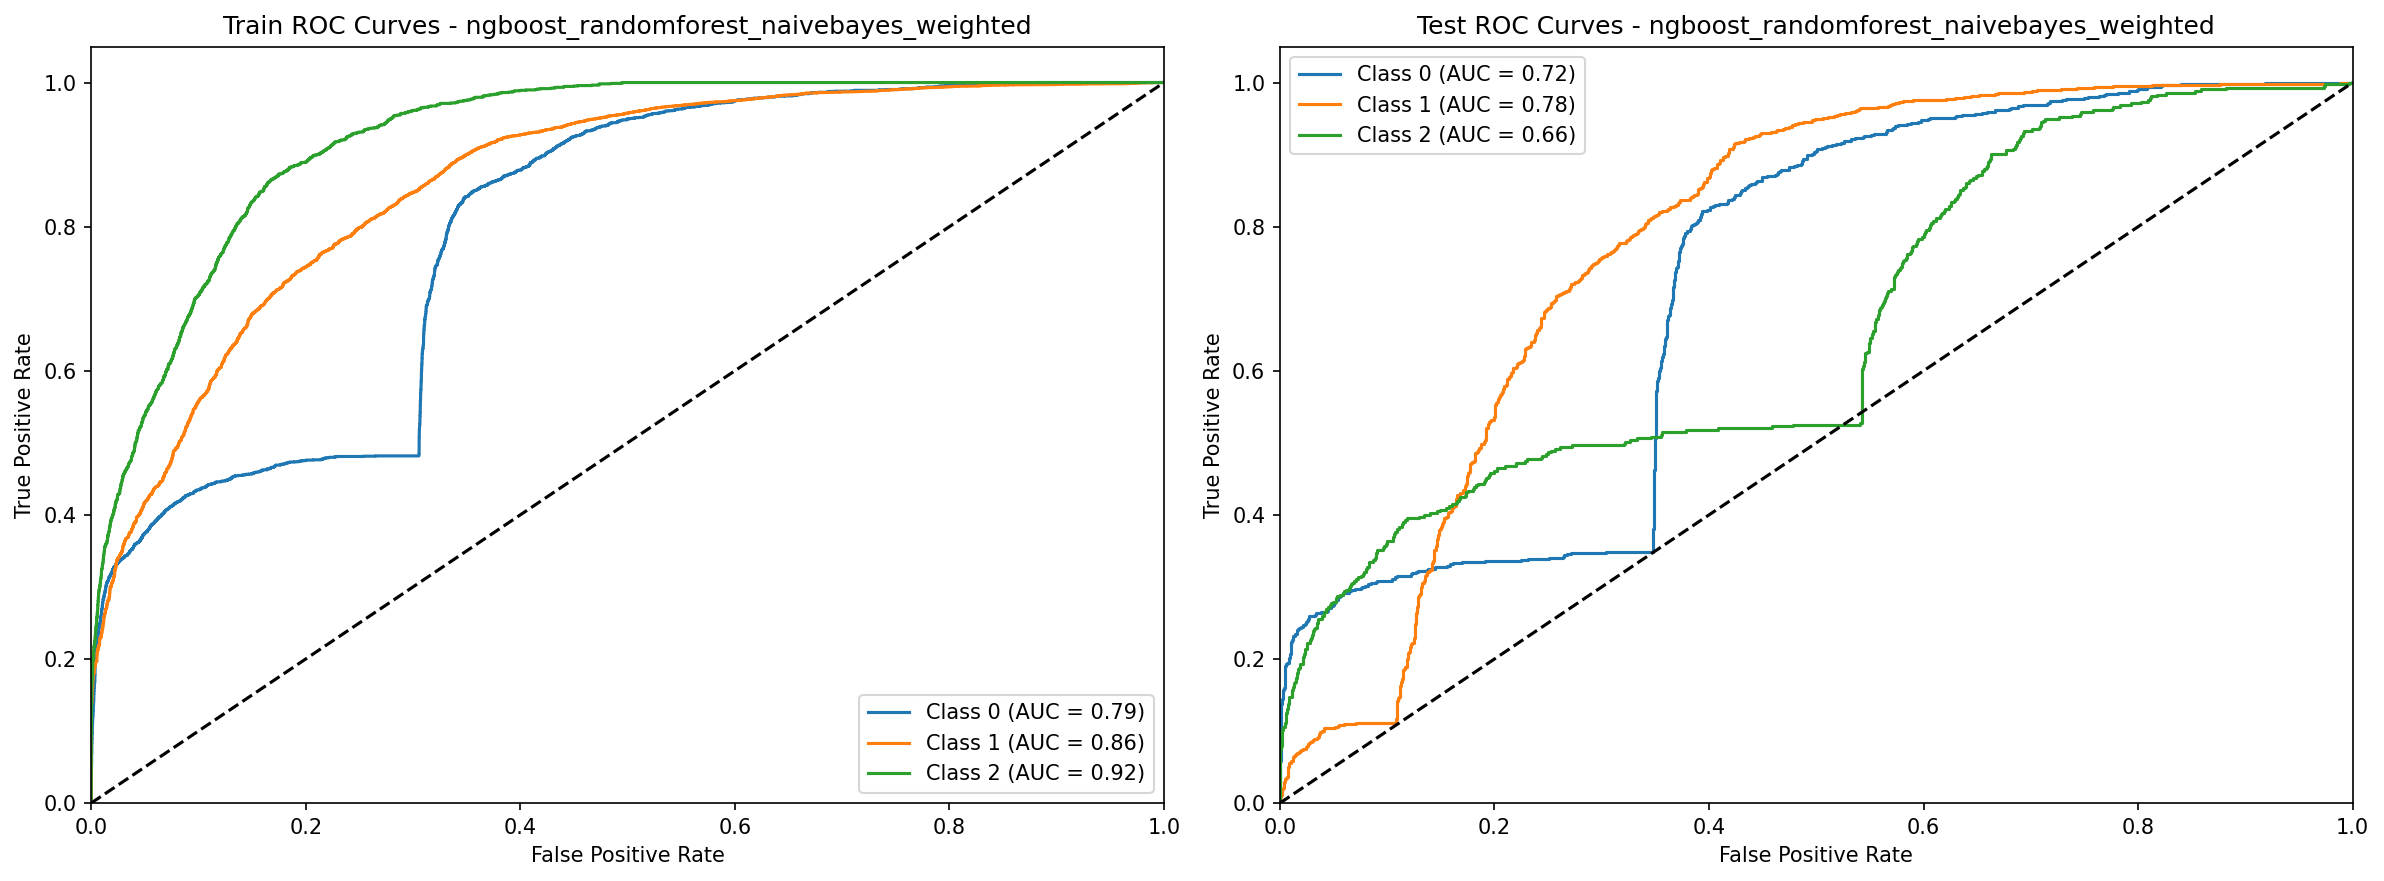 Train ROC Curves - ngboost_randomforest_naivebayes_weighted
True Positive Rate
1.0
0.8
0.6
0.4
0.2
0.0
Class 0 (AUC = 0.79)
Class 1 (AUC = 0.86)
Class 2 (AUC = 0.92)
0.0 0.2 0.4 0.6 0.8 1.0
False Positive Rate
Test ROC Curves - ngboost_randomforest_naivebayes_weighted
True Positive Rate
1.0
0.8
0.6
0.4
0.2
0.0
Class 0 (AUC = 0.72)
Class 1 (AUC = 0.78)
Class 2 (AUC = 0.66)
0.0 0.2 0.4 0.6 0.8 1.0
False Positive Rate